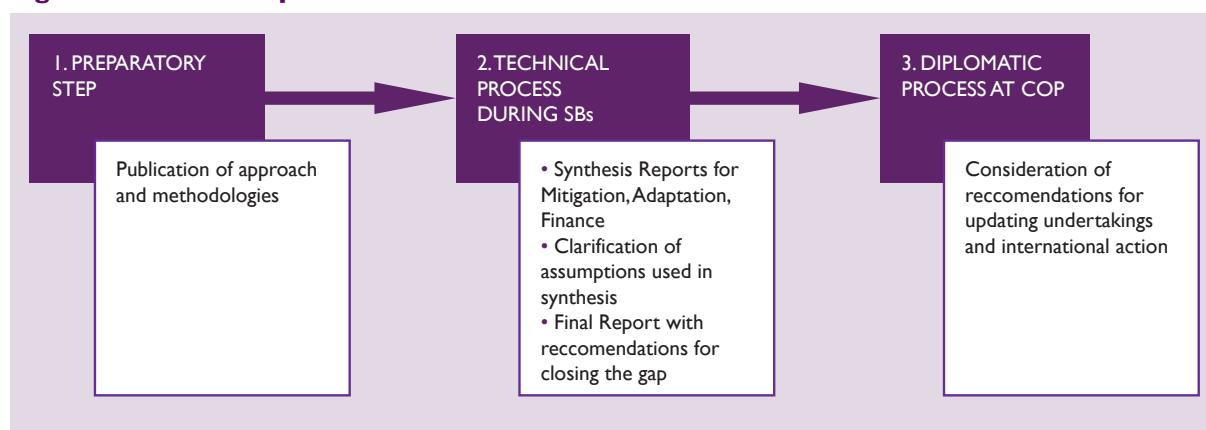 1. PREPARATORY
STEP
Publication of approach
and methodologies
2. TECHNICAL
PROCESS
DURING SBs
• Synthesis Reports for
Mitigation, Adaptation,
Finance
• Clarification of
assumptions used in
synthesis
• Final Report with
reccomendations for
closing the gap
3. DIPLOMATIC
PROCESS AT COP
Consideration of
reccomendations for
updating undertakings
and international action